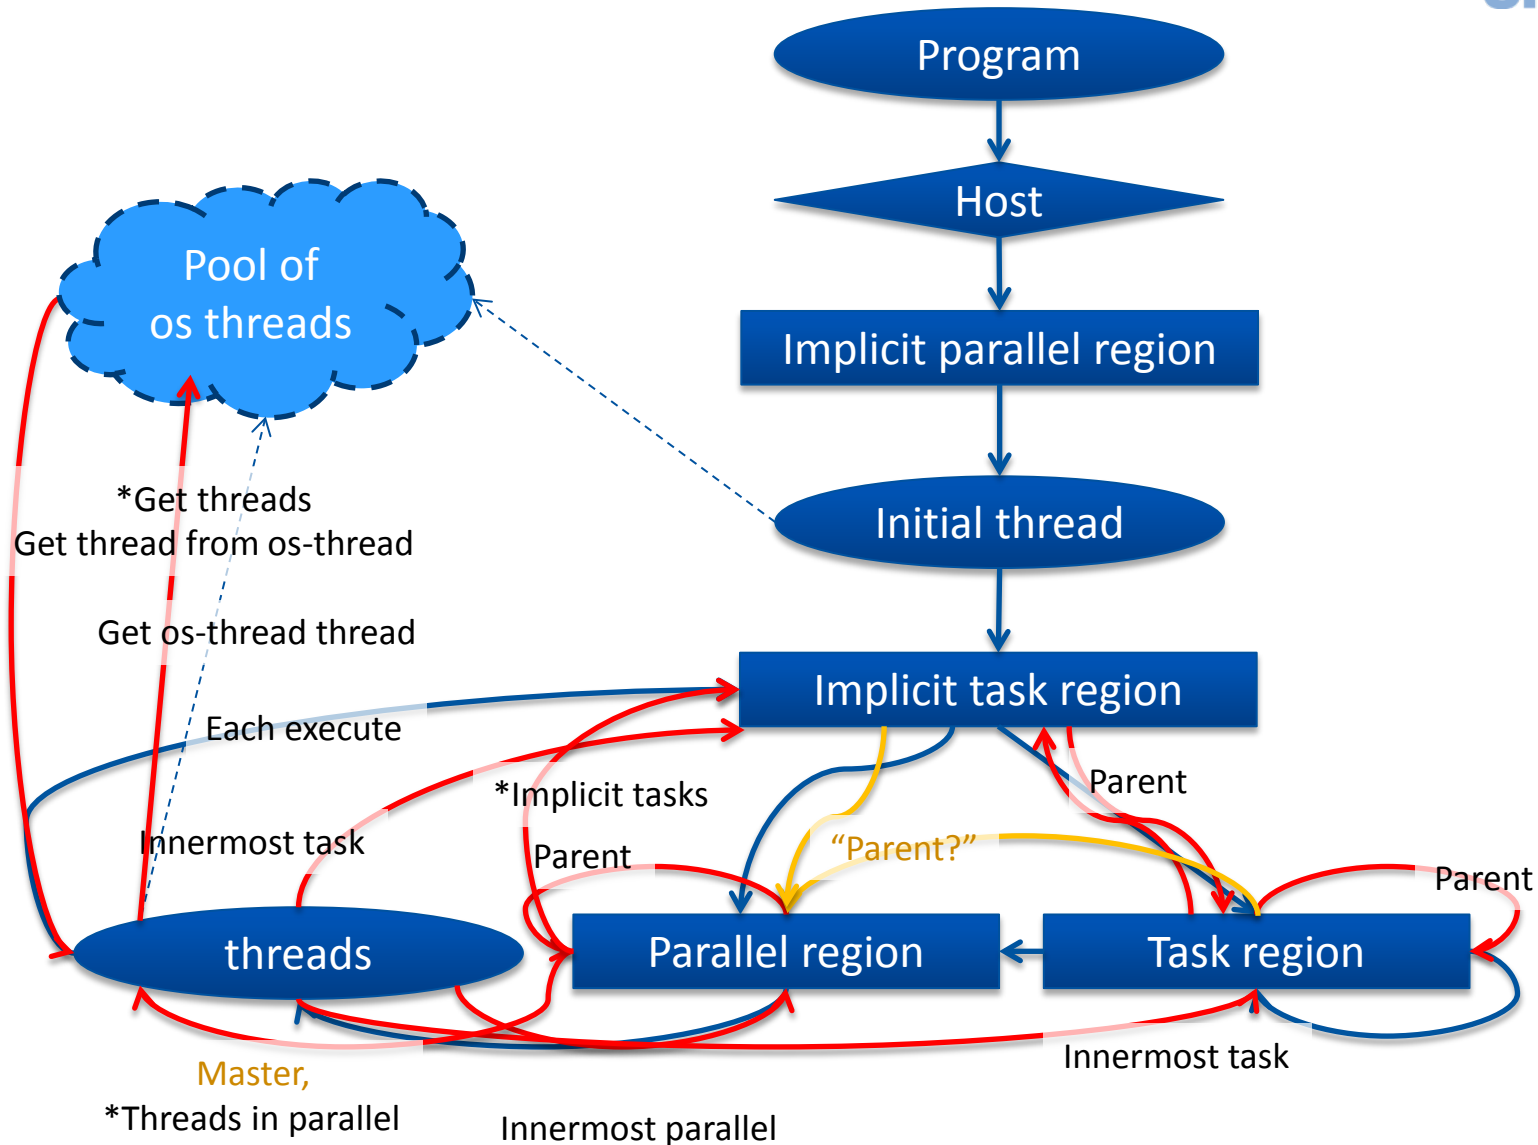 Program
Host
Pool of
os threads
Implicit parallel region
*Get threads
Get thread from os-thread
Initial thread
Get os-thread thread
Implicit task region
Each execute
*Implicit tasks
Parent
Innermost task
Parent
“Parent?”
Parent
threads
Parallel region
Task region
Master,
*Threads in parallel
Innermost parallel
Innermost task